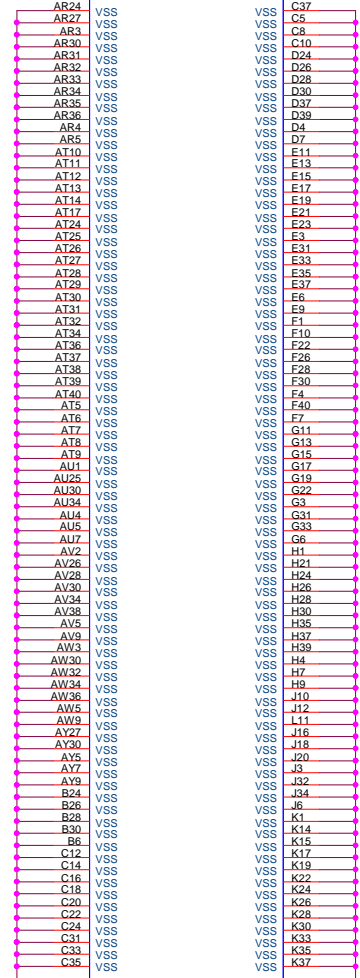 AR24 VSS VSS C37
AR27 VSS VSS C5
AR3 VSS VSS C8
AR30 VSS VSS C10
AR31 VSS VSS D24
AR32 VSS VSS D26
AR33 VSS VSS D28
AR34 VSS VSS D30
AR35 VSS VSS D37
AR36 VSS VSS D39
AR4 VSS VSS D4
AR5 VSS VSS D7
AT10 VSS VSS E11
AT11 VSS VSS E13
AT12 VSS VSS E15
AT13 VSS VSS E17
AT14 VSS VSS E19
AT17 VSS VSS E21
AT24 VSS VSS E23
AT25 VSS VSS E3
AT26 VSS VSS E31
AT27 VSS VSS E33
AT28 VSS VSS E35
AT29 VSS VSS E37
AT30 VSS VSS E6
AT31 VSS VSS E9
AT32 VSS VSS F1
AT34 VSS VSS F10
AT36 VSS VSS F22
AT37 VSS VSS F26
AT38 VSS VSS F28
AT39 VSS VSS F30
AT40 VSS VSS F4
AT5 VSS VSS F40
AT6 VSS VSS F7
AT7 VSS VSS G11
AT8 VSS VSS G13
AT9 VSS VSS G15
AU1 VSS VSS G17
AU25 VSS VSS G19
AU30 VSS VSS G22
AU34 VSS VSS G3
AU4 VSS VSS G31
AU5 VSS VSS G33
AU7 VSS VSS G6
AV2 VSS VSS H1
AV26 VSS VSS H21
AV28 VSS VSS H24
AV30 VSS VSS H26
AV34 VSS VSS H28
AV38 VSS VSS H30
AV5 VSS VSS H35
AV9 VSS VSS H37
AW3 VSS VSS H39
AW30 VSS VSS H4
AW32 VSS VSS H7
AW34 VSS VSS H9
AW36 VSS VSS J10
AW5 VSS VSS J12
AW9 VSS VSS L11
AY27 VSS VSS J16
AY30 VSS VSS J18
AY5 VSS VSS J20
AY7 VSS VSS J3
AY9 VSS VSS J32
B24 VSS VSS J34
B26 VSS VSS J6
B28 VSS VSS K1
B30 VSS VSS K14
B6 VSS VSS K15
C12 VSS VSS K17
C14 VSS VSS K19
C16 VSS VSS K22
C18 VSS VSS K24
C20 VSS VSS K26
C22 VSS VSS K28
C24 VSS VSS K30
C31 VSS VSS K33
C33 VSS VSS K35
C35 VSS VSS K37